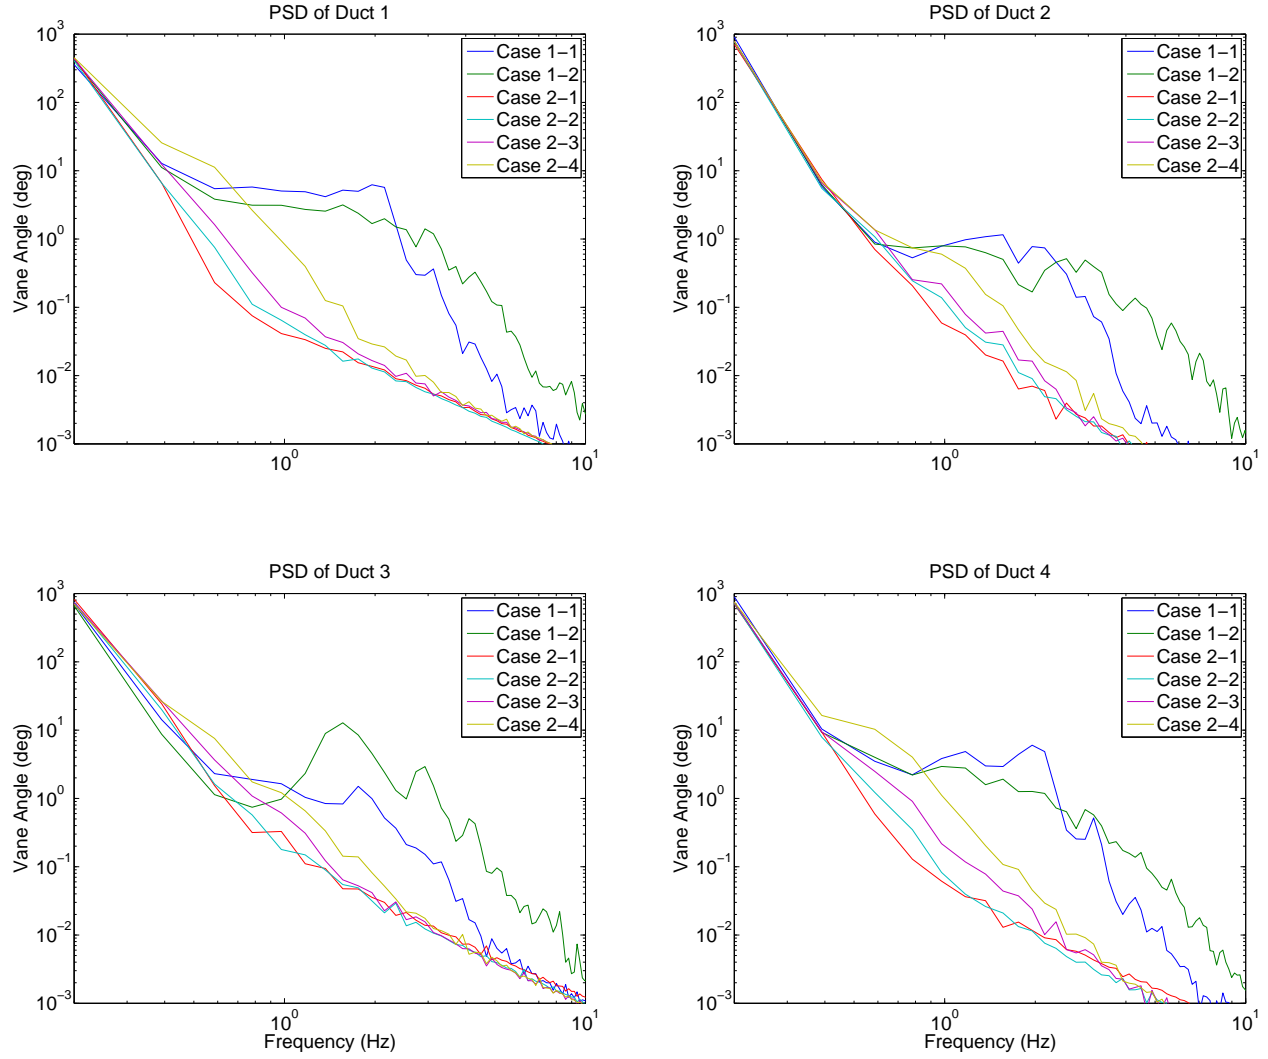 PSD of Duct 1
10^3
10^2
10^1
10^0
10^−1
10^−2
10^−3
Vane Angle (deg)
10^0
10^1
Case 1−1
Case 1−2
Case 2−1
Case 2−2
Case 2−3
Case 2−4
PSD of Duct 2
10^3
10^2
10^1
10^0
10^−1
10^−2
10^−3
Vane Angle (deg)
10^0
10^1
Case 1−1
Case 1−2
Case 2−1
Case 2−2
Case 2−3
Case 2−4
PSD of Duct 3
10^3
10^2
10^1
10^0
10^−1
10^−2
10^−3
Vane Angle (deg)
10^0
10^1
Frequency (Hz)
Case 1−1
Case 1−2
Case 2−1
Case 2−2
Case 2−3
Case 2−4
PSD of Duct 4
10^3
10^2
10^1
10^0
10^−1
10^−2
10^−3
Vane Angle (deg)
10^0
10^1
Frequency (Hz)
Case 1−1
Case 1−2
Case 2−1
Case 2−2
Case 2−3
Case 2−4